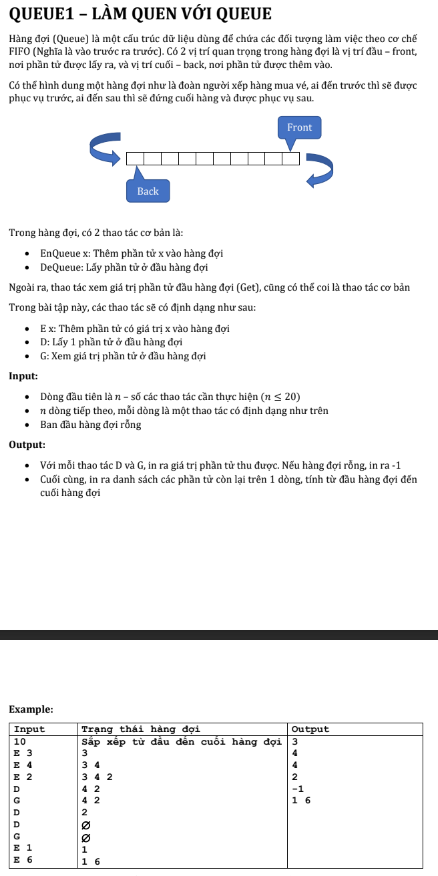 QUEUE1 – LÀM QUEN VỚI QUEUE
Hàng đợi (Queue) là một cấu trúc dữ liệu dùng để chứa các đối tượng làm việc theo cơ chế
FIFO (Nghĩa là vào trước ra trước). Có 2 vị trí quan trọng trong hàng đợi là vị trí đầu – front,
nơi phần tử được lấy ra, và vị trí cuối – back, nơi phần tử được thêm vào.
Có thể hình dung một hàng đợi như là đoàn người xếp hàng mua vé, ai đến trước thì sẽ được
phục vụ trước, ai đến sau thì sẽ đứng cuối hàng và được phục vụ sau.
Front
Back
Trong hàng đợi, có 2 thao tác cơ bản là:
• EnQueue x: Thêm phần tử x vào hàng đợi
• DeQueue: Lấy phần tử ở đầu hàng đợi
Ngoài ra, thao tác xem giá trị phần tử đầu hàng đợi (Get), cũng có thể coi là thao tác cơ bản
Trong bài tập này, các thao tác sẽ có định dạng như sau:
• E x: Thêm phần tử có giá trị x vào hàng đợi
• D: Lấy 1 phần tử ở đầu hàng đợi
• G: Xem giá trị phần tử ở đầu hàng đợi
Input:
• Dòng đầu tiên là n – số các thao tác cần thực hiện (n ≤ 20)
• n dòng tiếp theo, mỗi dòng là một thao tác có định dạng như trên
• Ban đầu hàng đợi rỗng
Output:
• Với mỗi thao tác D và G, in ra giá trị phần tử thu được. Nếu hàng đợi rỗng, in ra -1
• Cuối cùng, in ra danh sách các phần tử còn lại trên 1 dòng, tính từ đầu hàng đợi đến
cuối hàng đợi
Example:
Input Trạng thái hàng đợi Output
10 Sắp xếp từ đầu đến cuối hàng đợi 3
E 3 3 4
E 4 3 4 4
E 2 3 4 2 2
D 4 2 -1
G 4 2 1 6
D 2
D ∅
G ∅
E 1 1
E 6 1 6